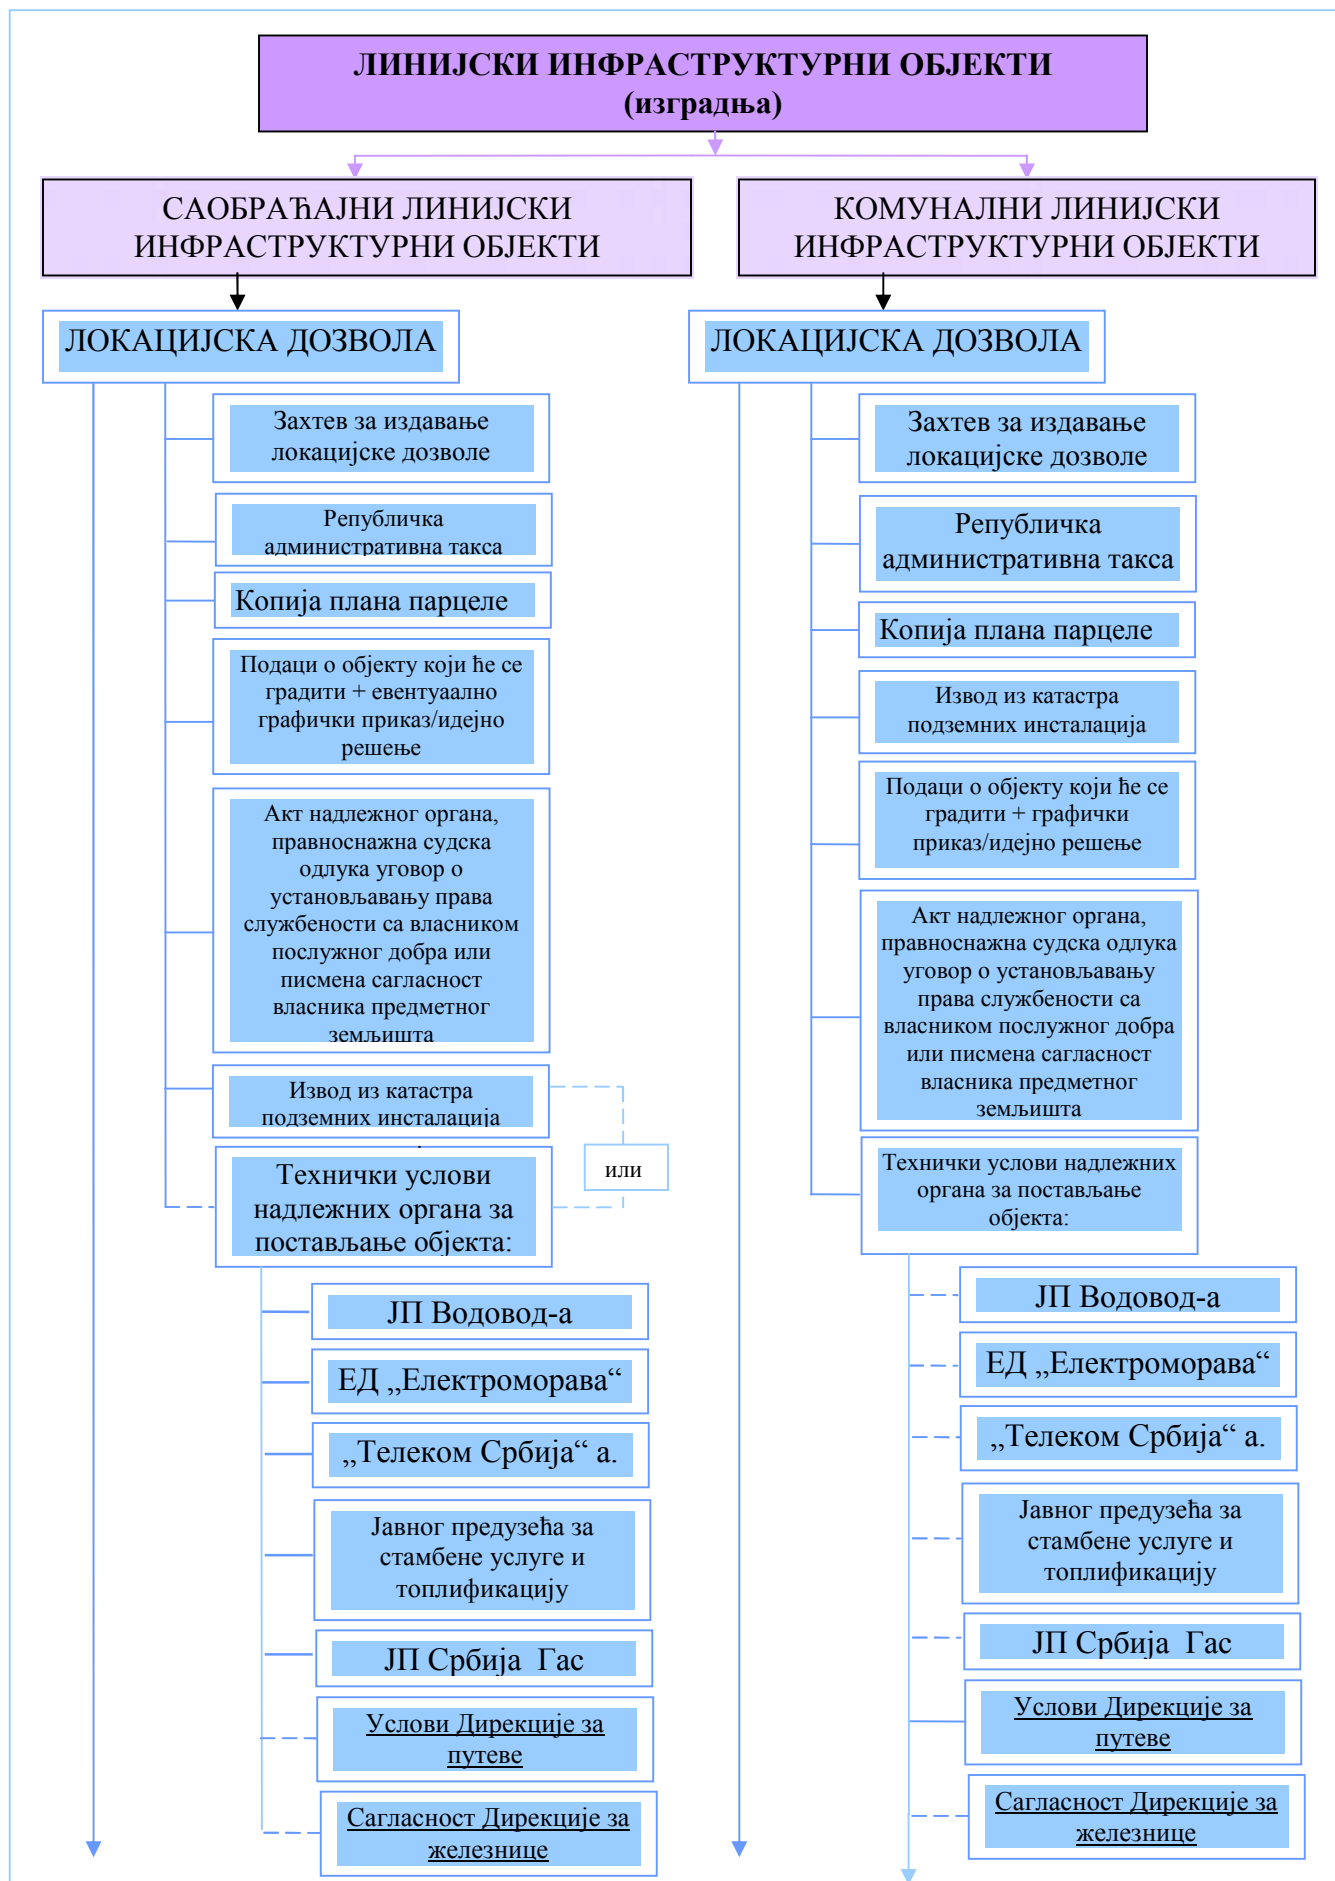 ЛИНИЈСКИ ИНФРАСТРУКТУРНИ ОБЈЕКТИ
(изградња)
САОБРАЋАЈНИ ЛИНИЈСКИ
ИНФРАСТРУКТУРНИ ОБЈЕКТИ
ЛОКАЦИЈСКА ДОЗВОЛА
Захтев за издавање
локацијске дозволе
Републичка
административна такса
Копија плана парцеле
Подаци о објекту који ће се
градити + евентуаално
графички приказ/идејно
решење
Акт надлежног органа,
правноснажна судска
одлука уговор о
установљавању права
службености са власником
послужног добра или
писмена сагласност
власника предметног
земљишта
Извод из катастра
подземних инсталација
или
Технички услови
надлежних органа за
постављање објекта:
ЈП Водовод-а
ЕД „Електроморава“
„Телеком Србија“ а.
Јавног предузећа за
стамбене услуге и
топлификацију
ЈП Србија Гас
Услови Дирекције за
путеве
Сагласност Дирекције за
железнице
КОМУНАЛНИ ЛИНИЈСКИ
ИНФРАСТРУКТУРНИ ОБЈЕКТИ
ЛОКАЦИЈСКА ДОЗВОЛА
Захтев за издавање
локацијске дозволе
Републичка
административна такса
Копија плана парцеле
Извод из катастра
подземних инсталација
Подаци о објекту који ће се
градити + графички
приказ/идејно решење
Акт надлежног органа,
правноснажна судска одлука
уговор о установљавању
права службености са
власником послужног добра
или писмена сагласност
власника предметног
земљишта
Технички услови надлежних
органа за постављање
објекта:
ЈП Водовод-а
ЕД „Електроморава“
„Телеком Србија“ а.
Јавног предузећа за
стамбене услуге и
топлификацију
ЈП Србија Гас
Услови Дирекције за
путеве
Сагласност Дирекције за
железнице